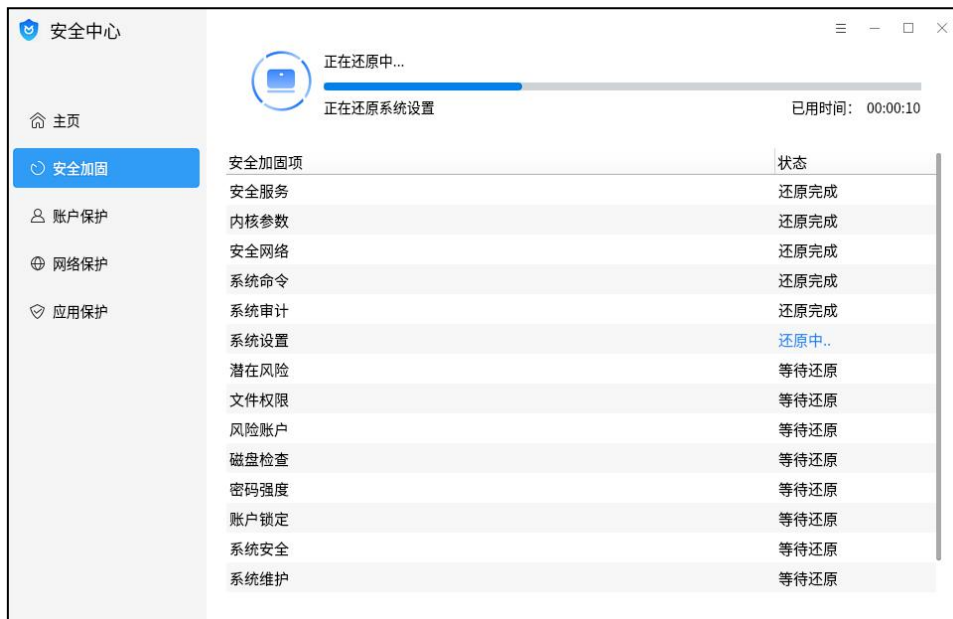 安全中心
正在还原中...
正在还原系统设置
已用时间： 00:00:10
主页
安全加固
账户保护
网络保护
应用保护
安全加固项 状态
安全服务 还原完成
内核参数 还原完成
安全网络 还原完成
系统命令 还原完成
系统审计 还原完成
系统设置 还原中..
潜在风险 等待还原
文件权限 等待还原
风险账户 等待还原
磁盘检查 等待还原
密码强度 等待还原
账户锁定 等待还原
系统安全 等待还原
系统维护 等待还原